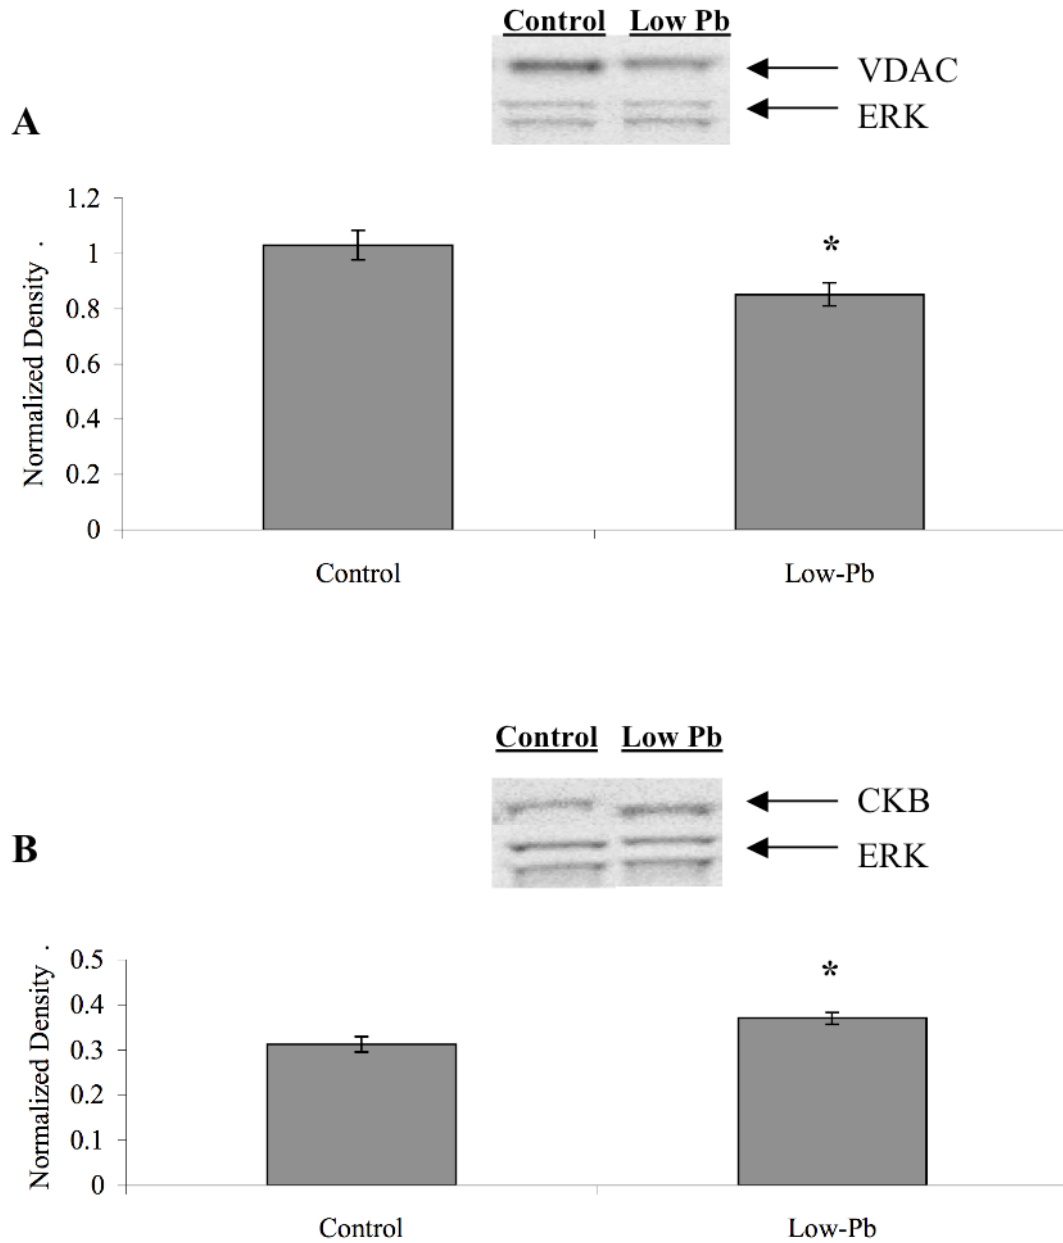 Control Low Pb
VDAC
ERK
A
1.2
1
0.8
0.6
0.4
0.2
0
Normalized Density .
*
Control Low-Pb
Control Low Pb
CKB
ERK
B
0.5
0.4
0.3
0.2
0.1
0
Normalized Density .
*
Control Low-Pb